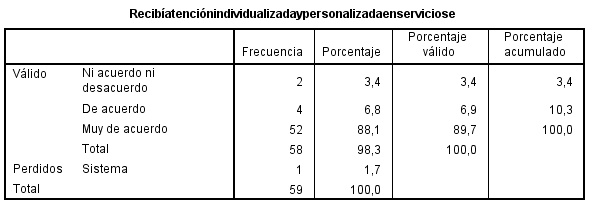 Recibíatenciónindividualizadaypersonalizadaenserviciose
Frecuencia Porcentaje Porcentaje válido Porcentaje acumulado
Válido Ni acuerdo ni desacuerdo 2 3,4 3,4 3,4
De acuerdo 4 6,8 6,9 10,3
Muy de acuerdo 52 88,1 89,7 100,0
Total 58 98,3 100,0
Perdidos Sistema 1 1,7
Total 59 100,0